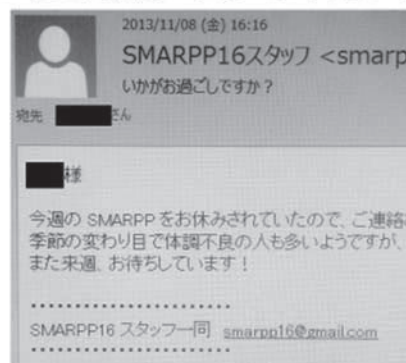 2013/11/08 (金) 16:16
SMARPP16スタッフ <smarp
いかがお過ごしですか？
宛先 さん
様
今週の SMARPP をお休みされていたので、ご連絡
季節の変わり目で体調不良の人も多いようですが、
また来週、お待ちしています！
SMARPP16 スタッフ一同 smarpp16@gmail.com